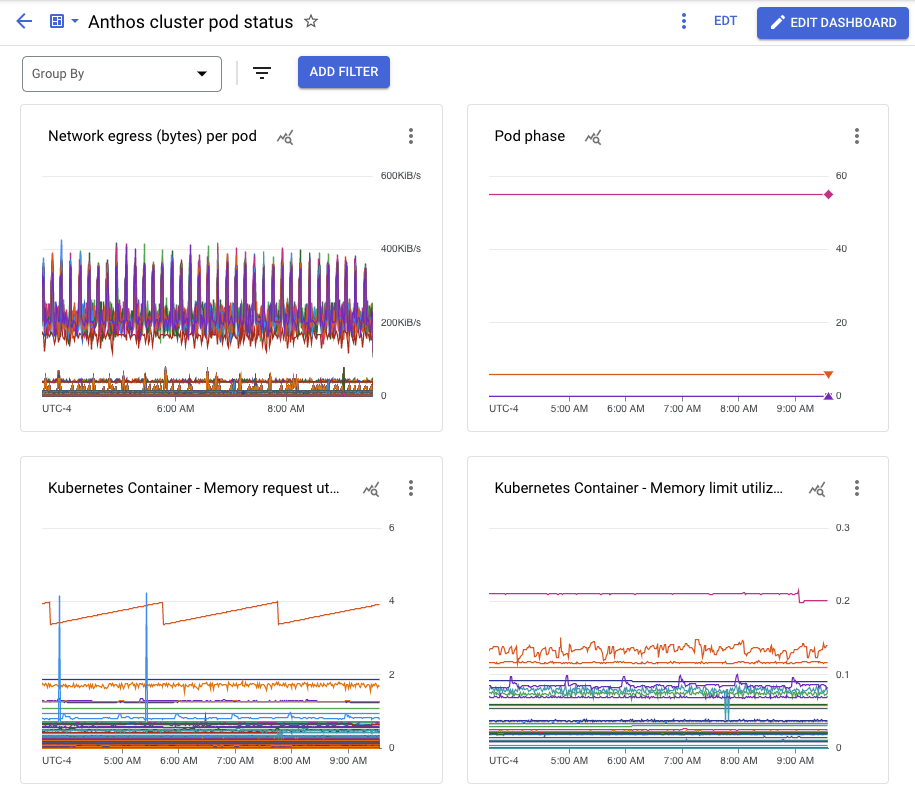 Anthos cluster pod status
EDT
EDIT DASHBOARD
Group By
ADD FILTER
Network egress (bytes) per pod
600KiB/s
400KiB/s
200KiB/s
0
UTC-4 6:00 AM 8:00 AM
Pod phase
60
40
20
0
UTC-4 5:00 AM 6:00 AM 7:00 AM 8:00 AM 9:00 AM
Kubernetes Container - Memory request ut...
6
4
2
0
UTC-4 5:00 AM 6:00 AM 7:00 AM 8:00 AM 9:00 AM
Kubernetes Container - Memory limit utiliz...
0.3
0.2
0.1
0
UTC-4 5:00 AM 6:00 AM 7:00 AM 8:00 AM 9:00 AM